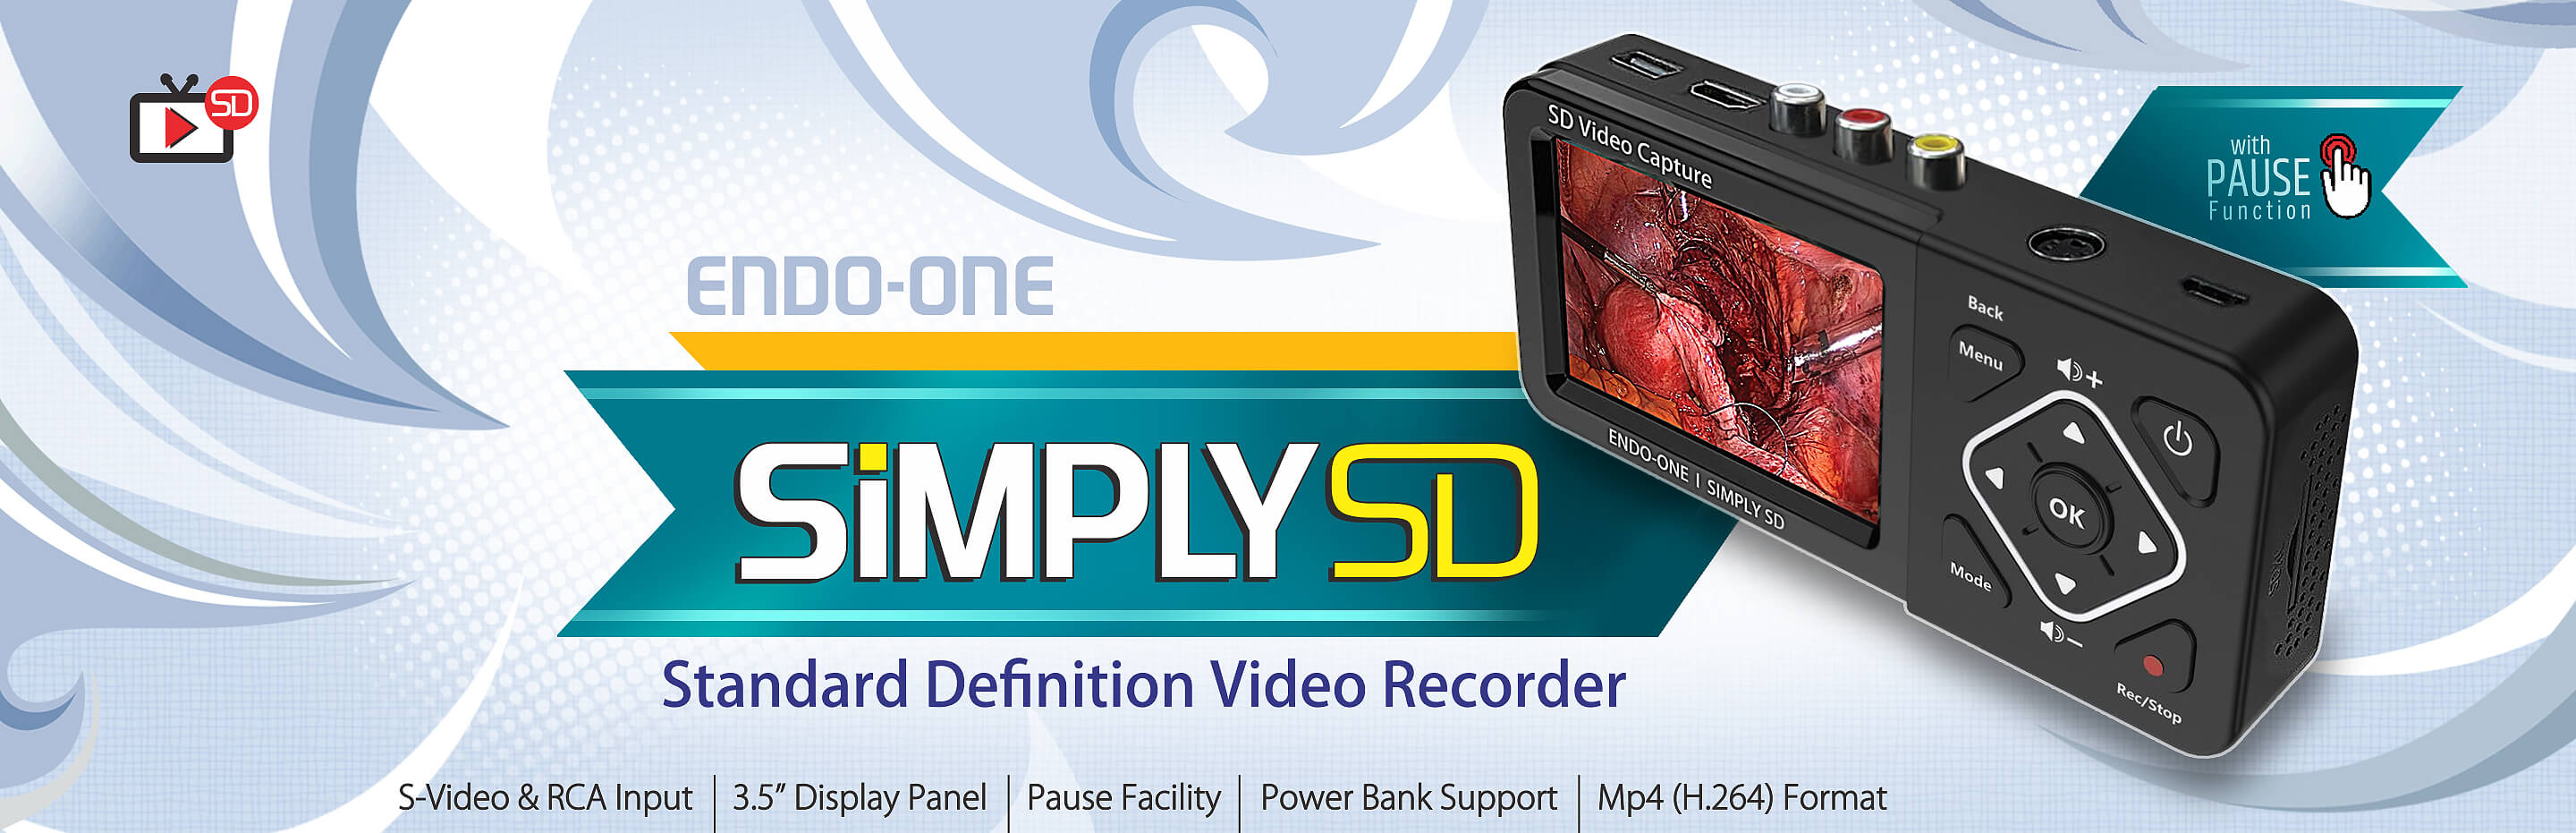 SD
with
PAUSE
Function
SD Video Capture
ENDO-ONE
Back
Menu
OK
Mode
Rec/Stop
ENDO-ONE | SIMPLY SD
SiMPLY SD
Standard Definition Video Recorder
S-Video & RCA Input | 3.5” Display Panel | Pause Facility | Power Bank Support | Mp4 (H.264) Format